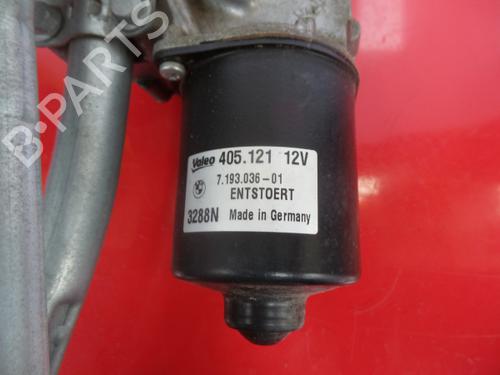 B-PARTS
Valeo 405.121 12V
7.193.036-01
ENTSTOERT
3288N Made in Germany